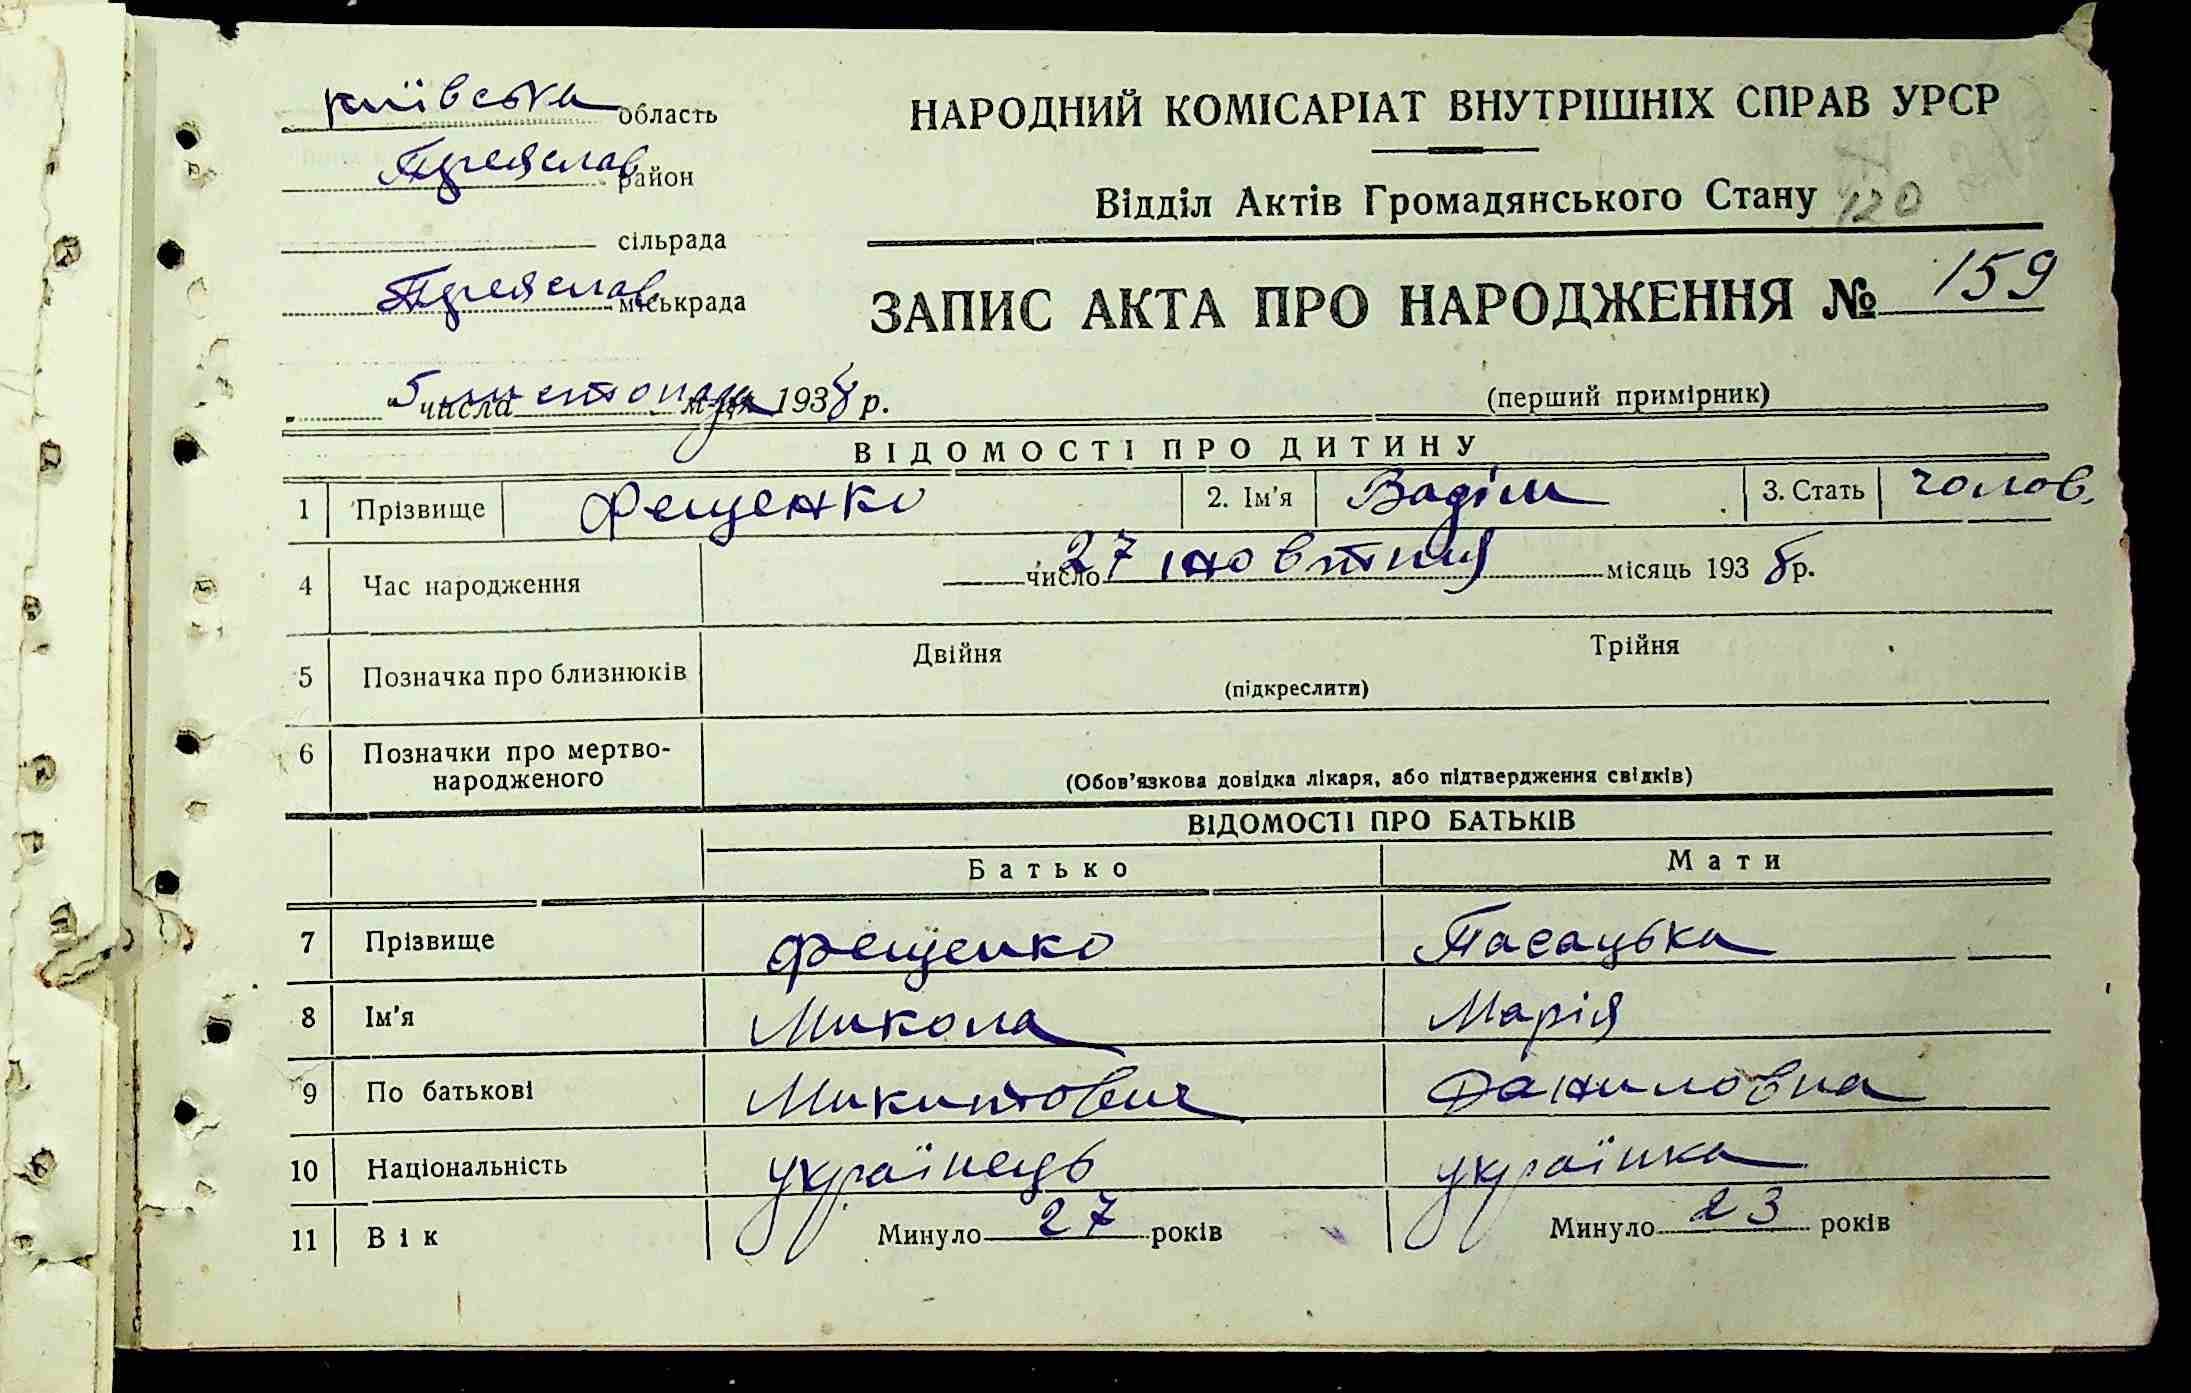 Київська область
Переяслав район
сільрада
Переяслав міськрада
НАРОДНИЙ КОМІСАРІАТ ВНУТРІШНІХ СПРАВ УРСР
Відділ Актів Громадянського Стану 120
ЗАПИС АКТА ПРО НАРОДЖЕННЯ № 159
5 числа листопада м-ця 1938 р.
(перший примірник)
ВІДОМОСТІ ПРО ДИТИНУ
1 Прізвище Фещенко 2. Ім'я Вадім 3. Стать чолов.
4 Час народження число 27 жовтня місяць 1938 р.
5 Позначка про близнюків Двійня Трійня
(підкреслити)
6 Позначки про мертво-
народженого
(Обов'язкова довідка лікаря, або підтвердження свідків)
ВІДОМОСТІ ПРО БАТЬКІВ
Батько Мати
7 Прізвище Фещенко Пасацька
8 Ім'я Микола Марія
9 По батькові Микитович Даниловна
10 Національність українець українка
11 Вік Минуло 27 років Минуло 23 років